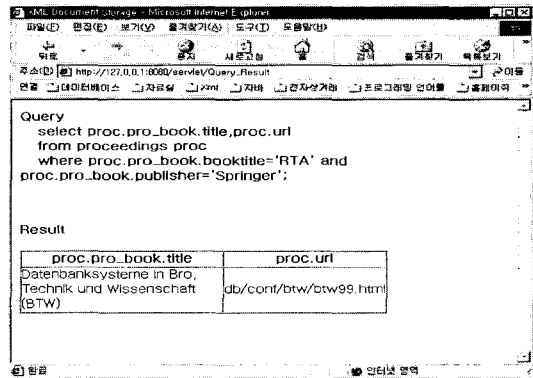 XML Document Storage - Microsoft Internet Explorer
파일(F) 편집(E) 보기(V) 즐겨찾기(A) 도구(T) 도움말(H)
뒤로 중지 새로고침 홈 검색 즐겨찾기 목록보기
주소(D) http://127.0.0.1:8080/servlet/Query_Result 이동
연결 데이터베이스 자료실 Xml 자바 전자상거래 프로그래밍 언어를 홈페이지
Query
select proc.pro_book.title,proc.url
from proceedings proc
where proc.pro_book.booktitle='RTA' and
proc.pro_book.publisher='Springer';
Result
proc.pro_book.title proc.url
Datenbanksysteme in Bro,
Technik und Wissenschaft
(BTW) db/conf/btw/btw99.html
완료 인터넷 영역